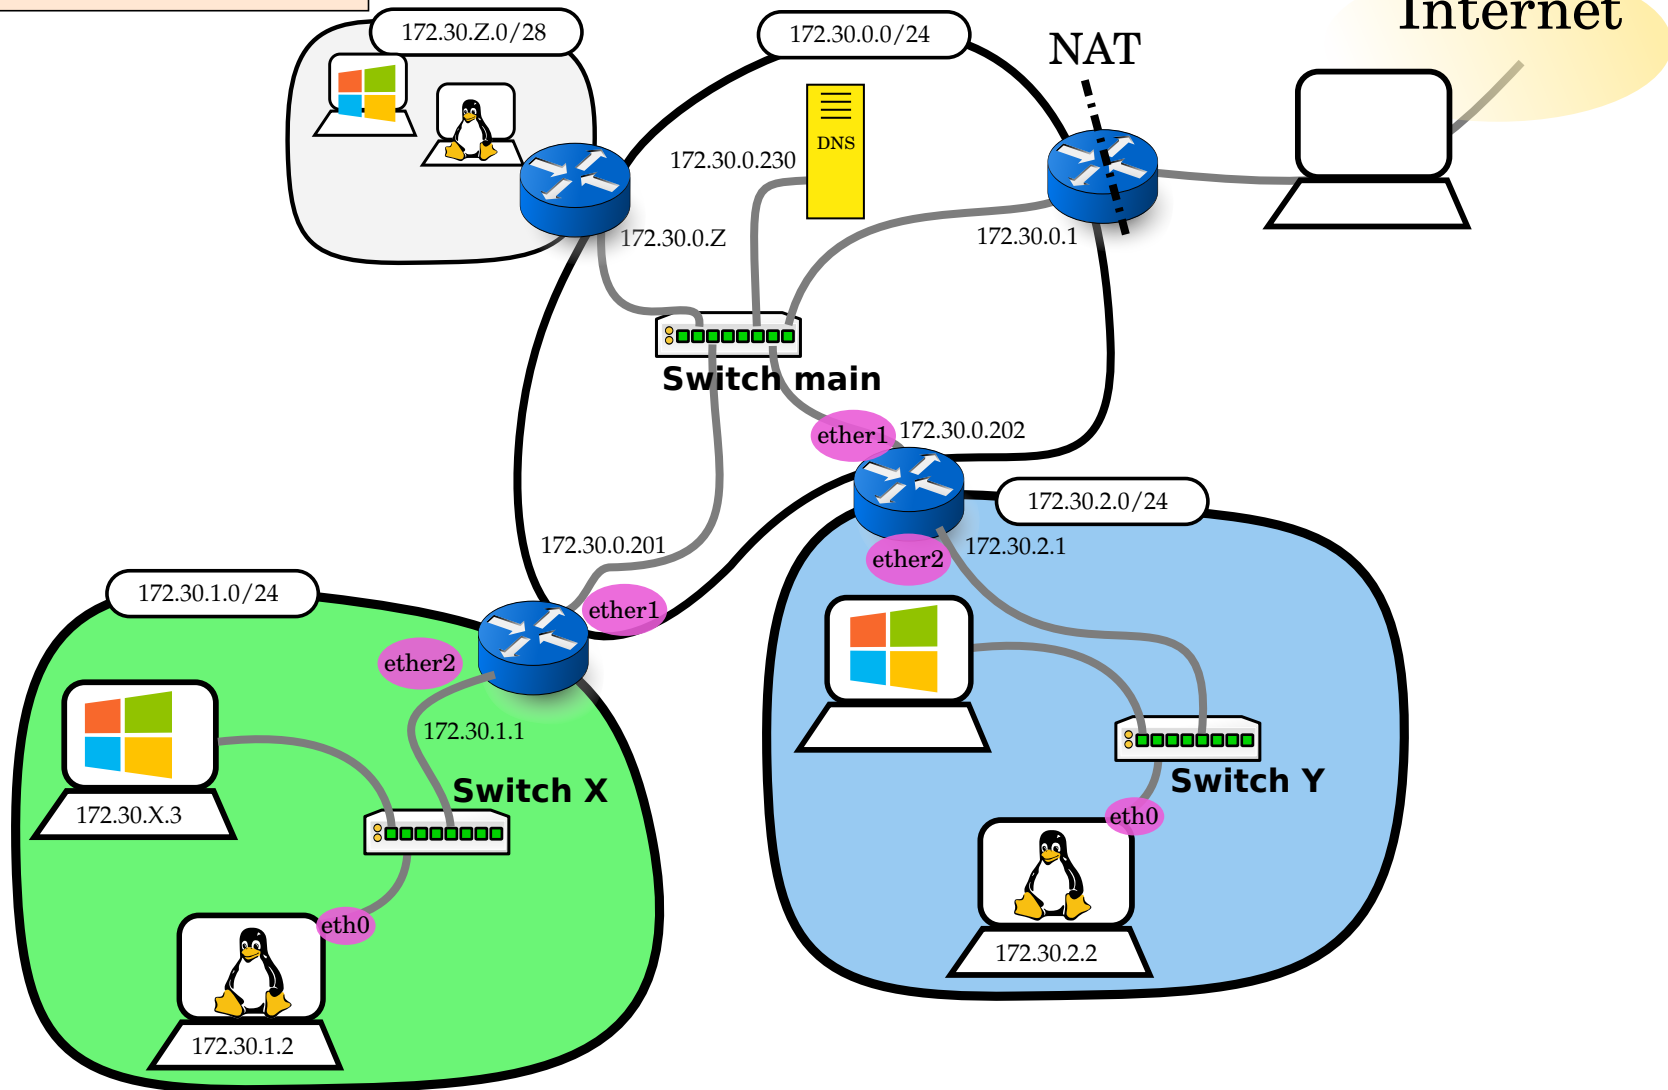 Internet
172.30.Z.0/28
172.30.0.0/24
NAT
DNS
172.30.0.230
172.30.0.Z
172.30.0.1
Switch main
ether1
172.30.0.202
172.30.2.0/24
172.30.0.201
ether2
172.30.2.1
172.30.1.0/24
ether1
ether2
172.30.1.1
Switch X
172.30.X.3
Switch Y
eth0
eth0
172.30.2.2
172.30.1.2